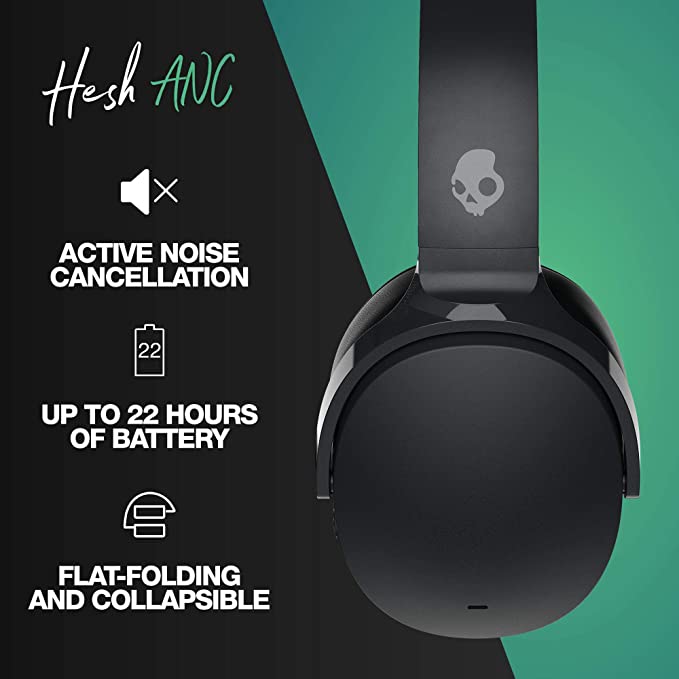 Hesh ANC
ACTIVE NOISE
CANCELLATION
22
UP TO 22 HOURS
OF BATTERY
FLAT-FOLDING
AND COLLAPSIBLE